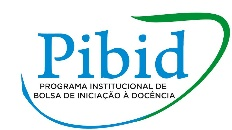 Pibid
PROGRAMA INSTITUCIONAL DE
BOLSA DE INICIAÇÃO À DOCÊNCIA